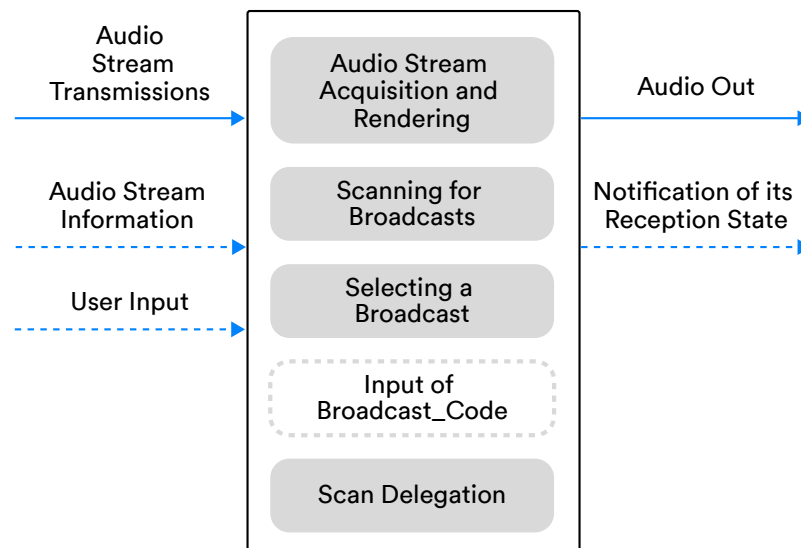 Audio
Stream
Transmissions
Audio Stream
Information
User Input
Audio Stream
Acquisition and
Rendering
Scanning for
Broadcasts
Selecting a
Broadcast
Input of
Broadcast_Code
Scan Delegation
Audio Out
Notification of its
Reception State